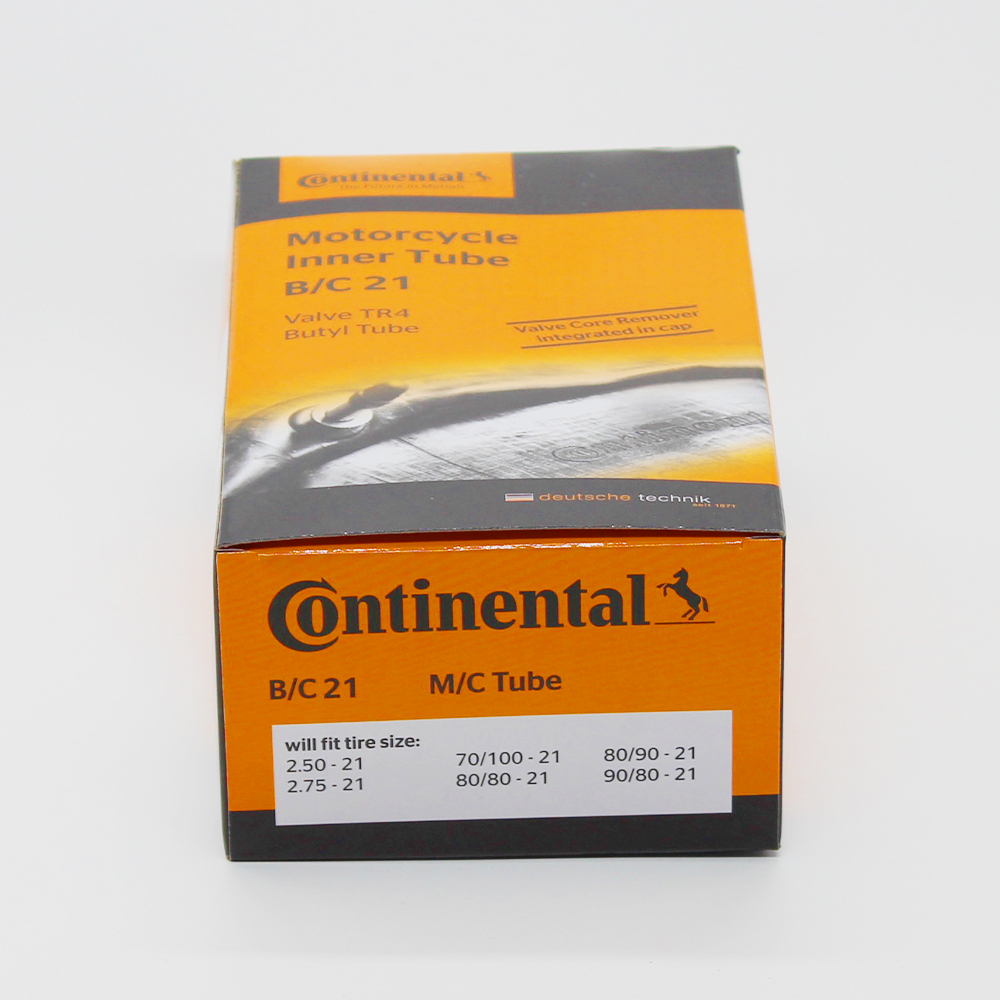 Continental
The Future in Motion
Motorcycle
Inner Tube
B/C 21
Valve TR4
Butyl Tube
Valve Core Remover
integrated in cap
Continental
deutsche technik
seit 1871
Continental
B/C 21 M/C Tube
will fit tire size:
2.50 - 21 70/100 - 21 80/90 - 21
2.75 - 21 80/80 - 21 90/80 - 21